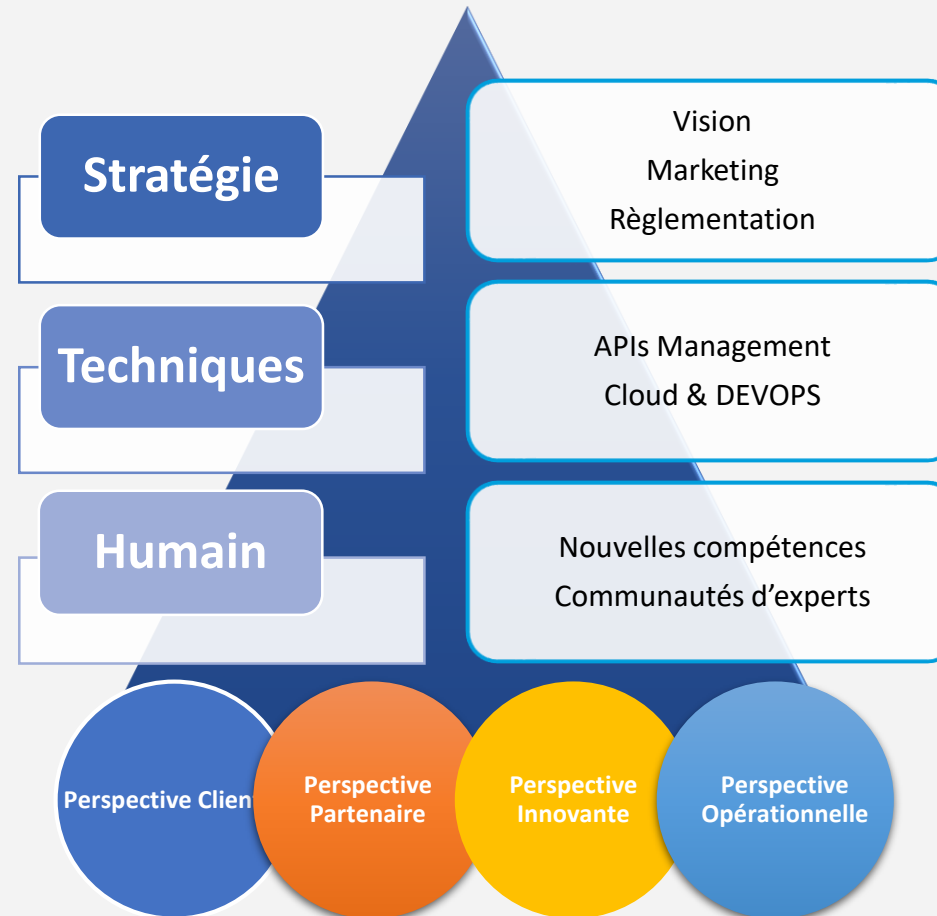 Stratégie
Vision
Marketing
Règlementation
Techniques
APIs Management
Cloud & DEVOPS
Humain
Nouvelles compétences
Communautés d’experts
Perspective Clien
Perspective
Partenaire
Perspective
Innovante
Perspective
Opérationnelle